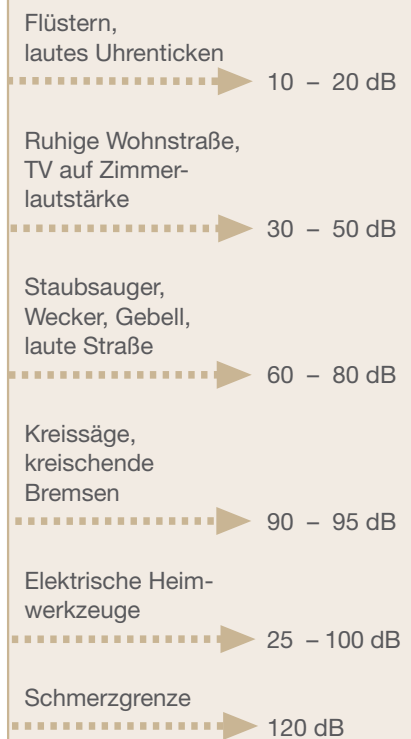 Flüstern,
lautes Uhrenticken
10 – 20 dB
Ruhige Wohnstraße,
TV auf Zimmer-
lautstärke
30 – 50 dB
Staubsauger,
Wecker, Gebell,
laute Straße
60 – 80 dB
Kreissäge,
kreischende
Bremsen
90 – 95 dB
Elektrische Heim-
werkzeuge
25 – 100 dB
Schmerzgrenze
120 dB